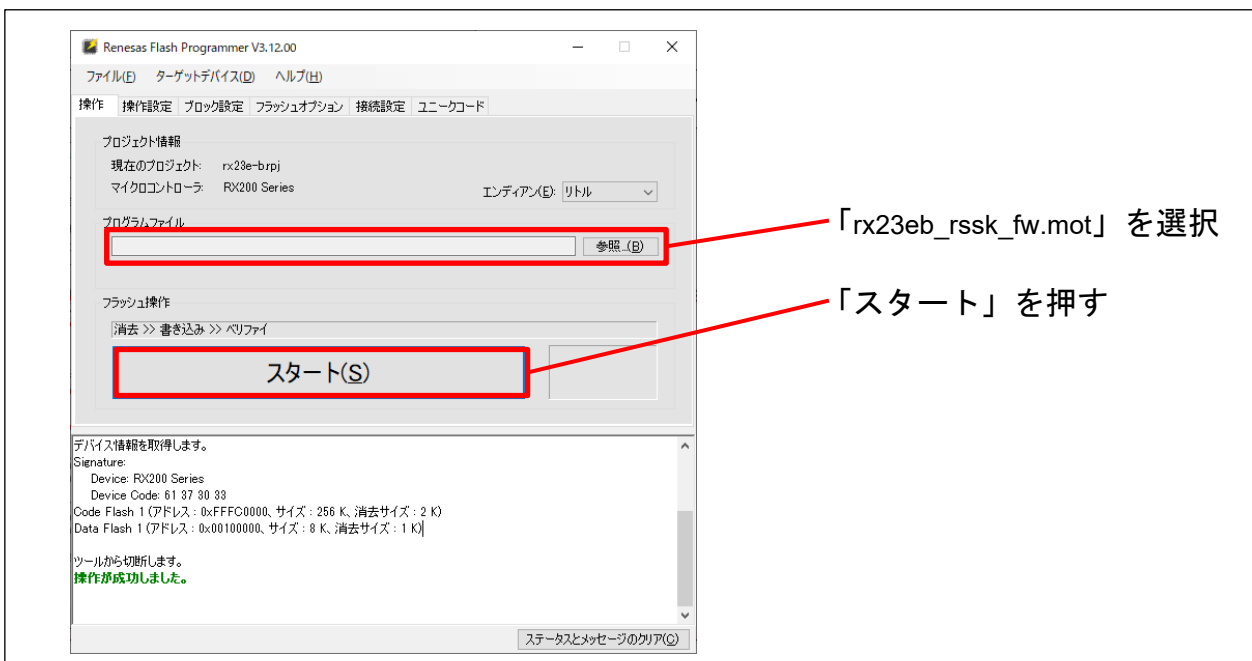 Renesas Flash Programmer V3.12.00
ファイル(F) ターゲットデバイス(D) ヘルプ(H)
操作 操作設定 ブロック設定 フラッシュオプション 接続設定 ユニークコード
プロジェクト情報
現在のプロジェクト: rx23e-b.rpj
マイクロコントローラ: RX200 Series
エンディアン(E): リトル
プログラムファイル
参照...(B)
「rx23eb_rssk_fw.mot」を選択
フラッシュ操作
消去 >> 書き込み >> ベリファイ
スタート(S)
「スタート」を押す
デバイス情報を取得します。
Signature:
Device: RX200 Series
Device Code: 61 37 30 33
Code Flash 1 (アドレス : 0xFFFC0000、サイズ : 256 K、消去サイズ : 2 K)
Data Flash 1 (アドレス : 0x00100000、サイズ : 8 K、消去サイズ : 1 K)
ツールから切断します。
操作が成功しました。
ステータスとメッセージのクリア(C)